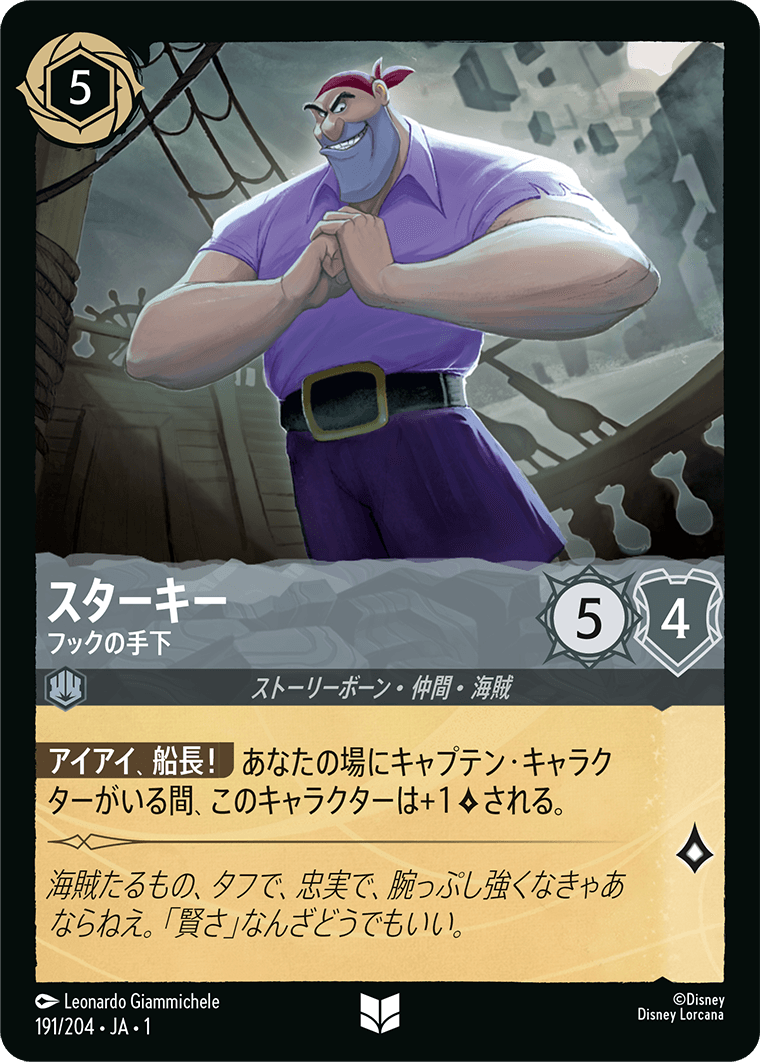 5
スターキー
フックの手下
5
4
ストーリーボーン・仲間・海賊
アイアイ、船長! あなたの場にキャプテン・キャラク
ターがいる間、このキャラクターは+1される。
海賊たるもの、タフで、忠実で、腕っぷし強くなきゃあ
ならねえ。「賢さ」なんざどうでもいい。
Leonardo Giammichele
191/204・JA・1
©Disney
Disney Lorcana